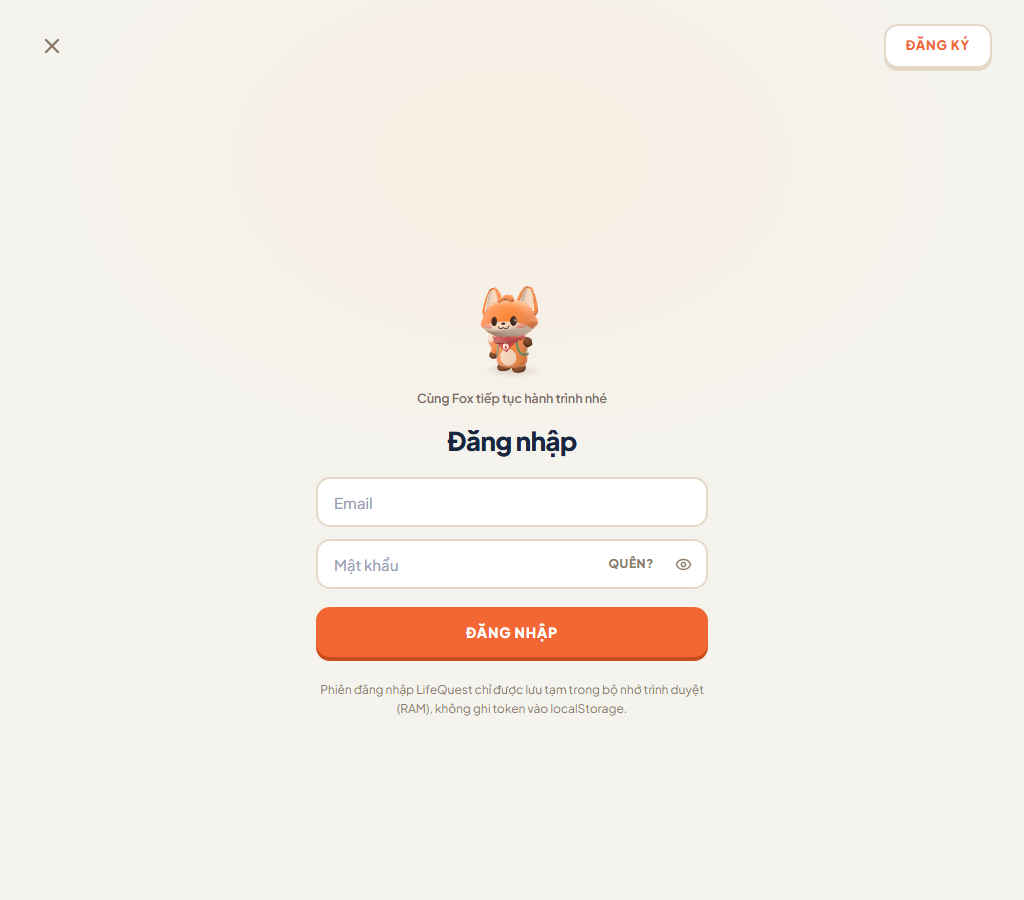 ĐĂNG KÝ
Cùng Fox tiếp tục hành trình nhé
Đăng nhập
Email
Mật khẩu
QUÊN?
ĐĂNG NHẬP
Phiên đăng nhập LifeQuest chỉ được lưu tạm trong bộ nhớ trình duyệt
(RAM), không ghi token vào localStorage.